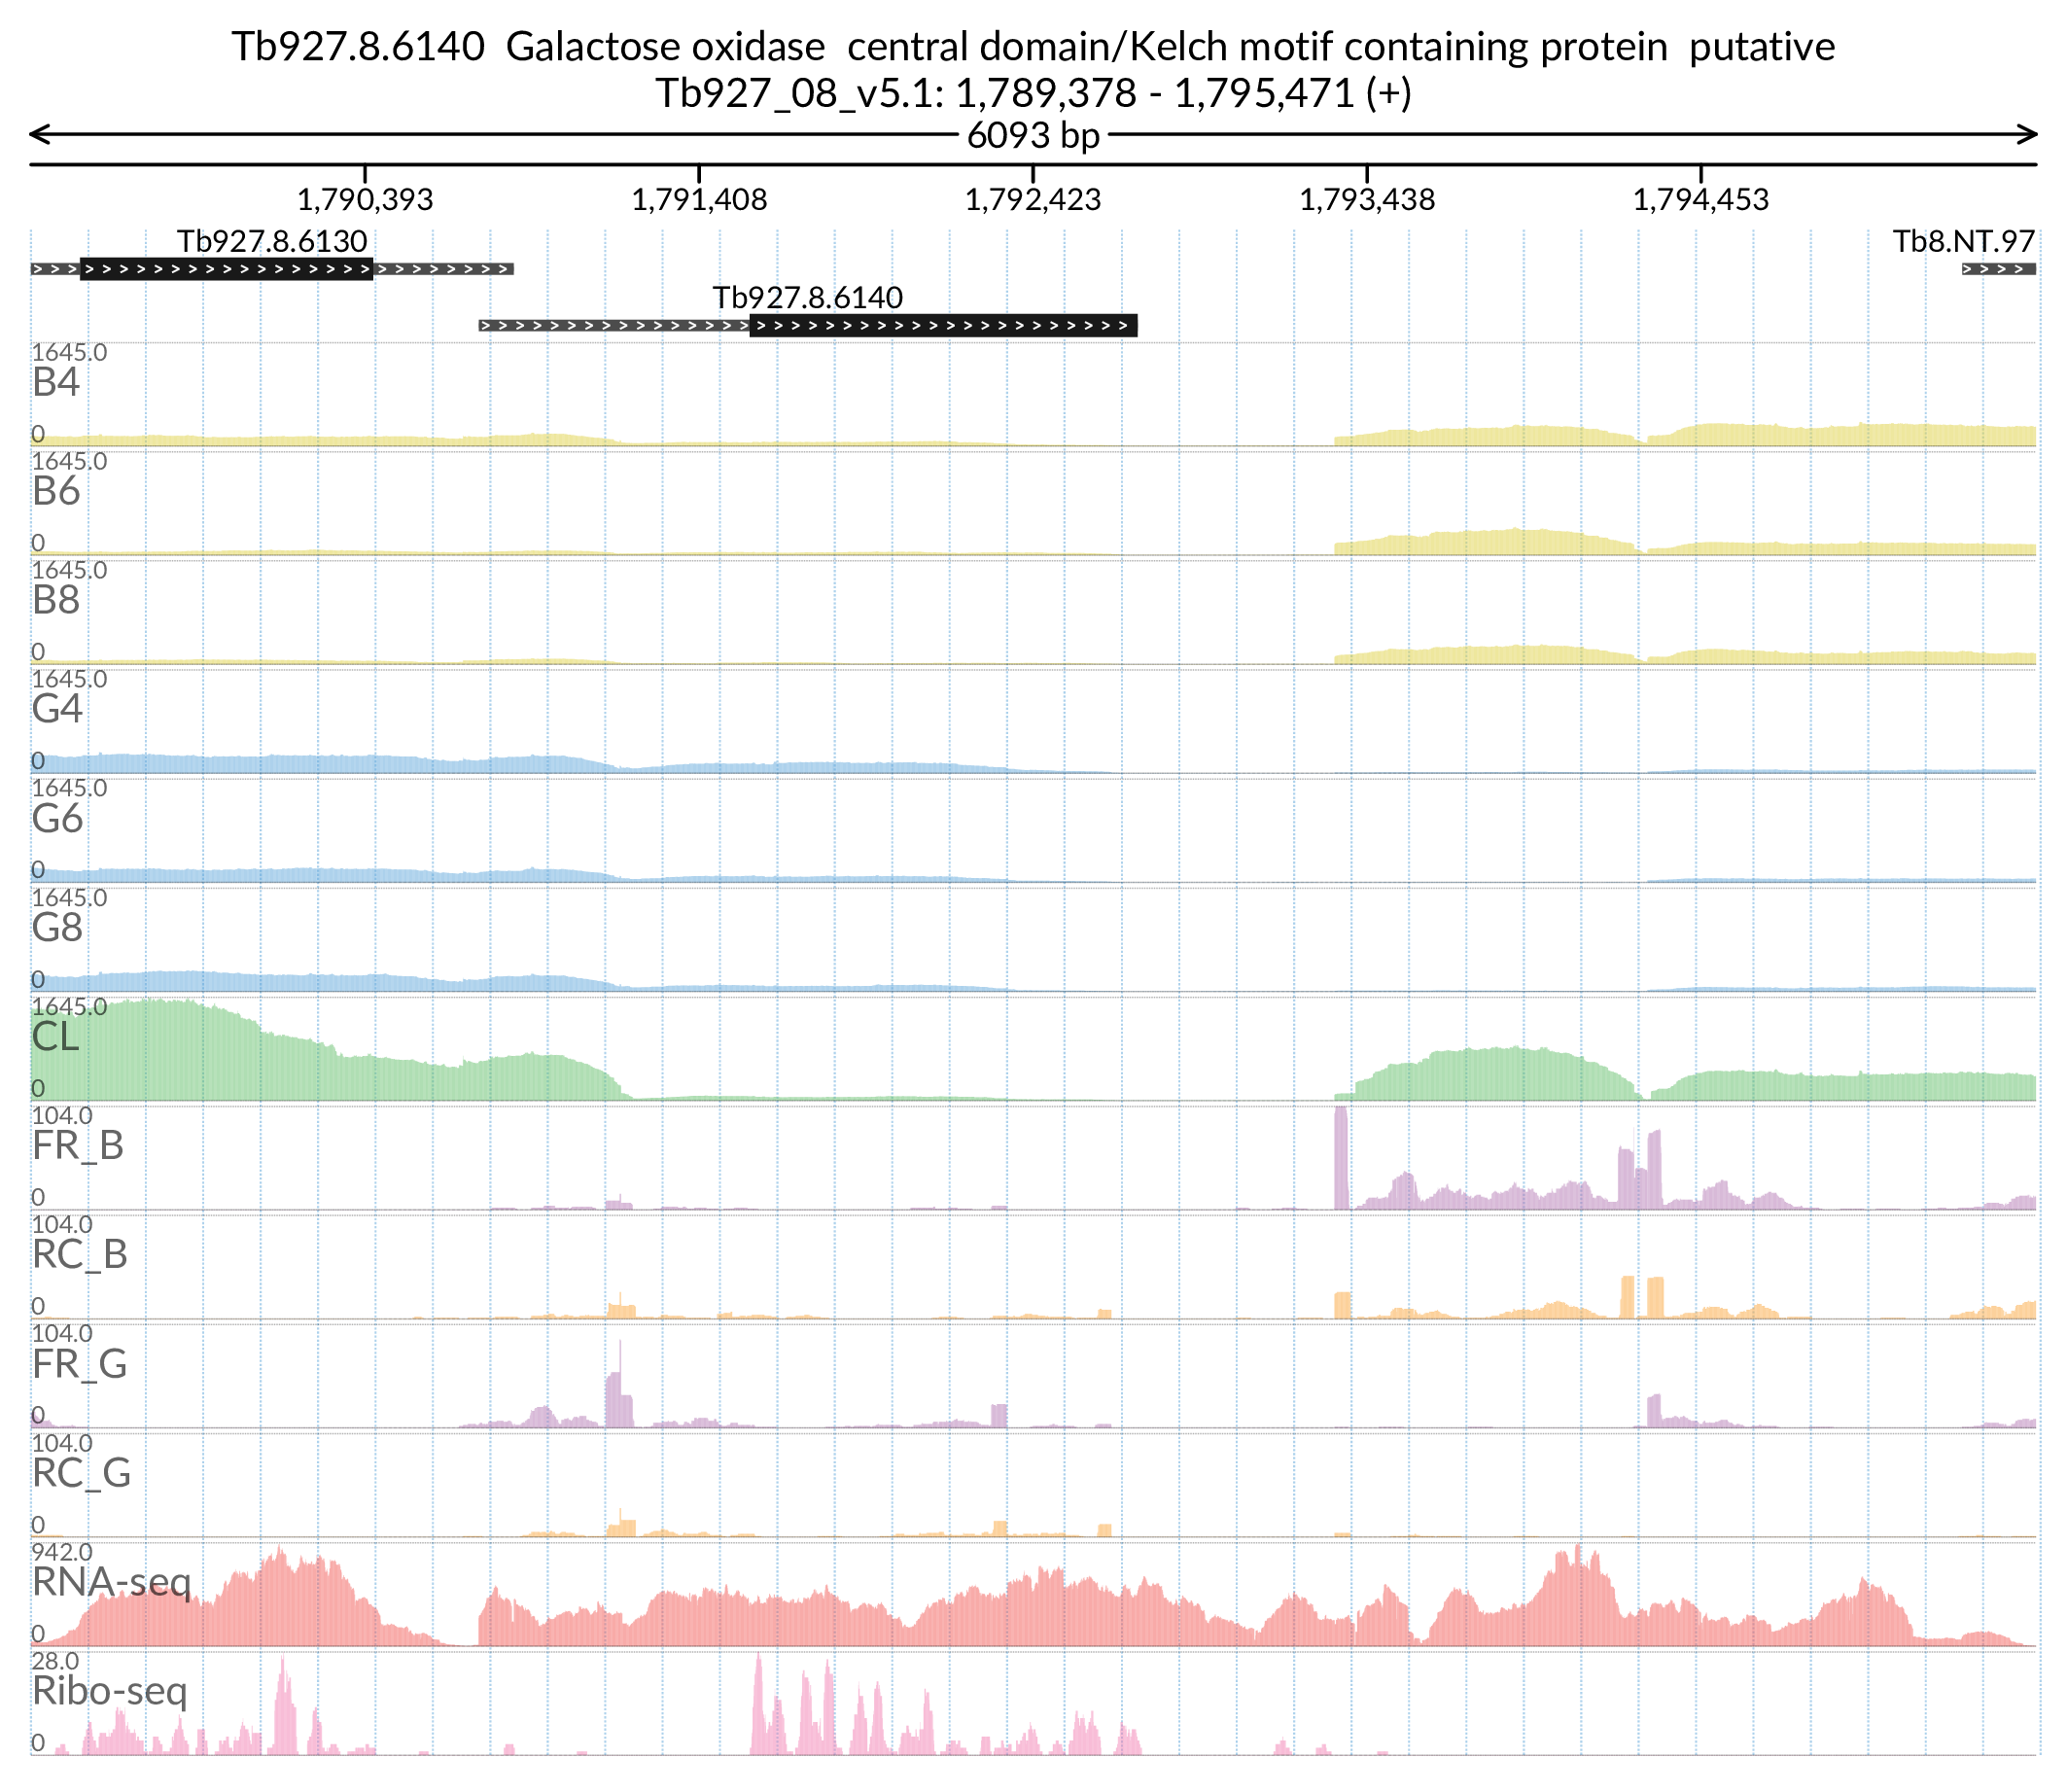 Tb927.8.6140  Galactose oxidase  central domain/Kelch motif containing protein  putative
Tb927_08_v5.1: 1,789,378 - 1,795,471 (+)
6093 bp
1,790,393 1,791,408 1,792,423 1,793,438 1,794,453
Tb927.8.6130 Tb8.NT.97
Tb927.8.6140
1645.0
B4
0
1645.0
B6
0
1645.0
B8
0
1645.0
G4
0
1645.0
G6
0
1645.0
G8
0
1645.0
CL
0
104.0
FR_B
0
104.0
RC_B
0
104.0
FR_G
0
104.0
RC_G
0
942.0
RNA-seq
0
28.0
Ribo-seq
0